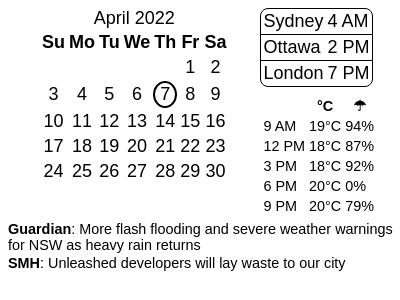 April 2022
Su Mo Tu We Th Fr Sa
1 2
3 4 5 6 7 8 9
10 11 12 13 14 15 16
17 18 19 20 21 22 23
24 25 26 27 28 29 30
Sydney 4 AM
Ottawa 2 PM
London 7 PM
°C ☂
9 AM 19°C 94%
12 PM 18°C 87%
3 PM 18°C 92%
6 PM 20°C 0%
9 PM 20°C 79%
Guardian: More flash flooding and severe weather warnings
for NSW as heavy rain returns
SMH: Unleashed developers will lay waste to our city